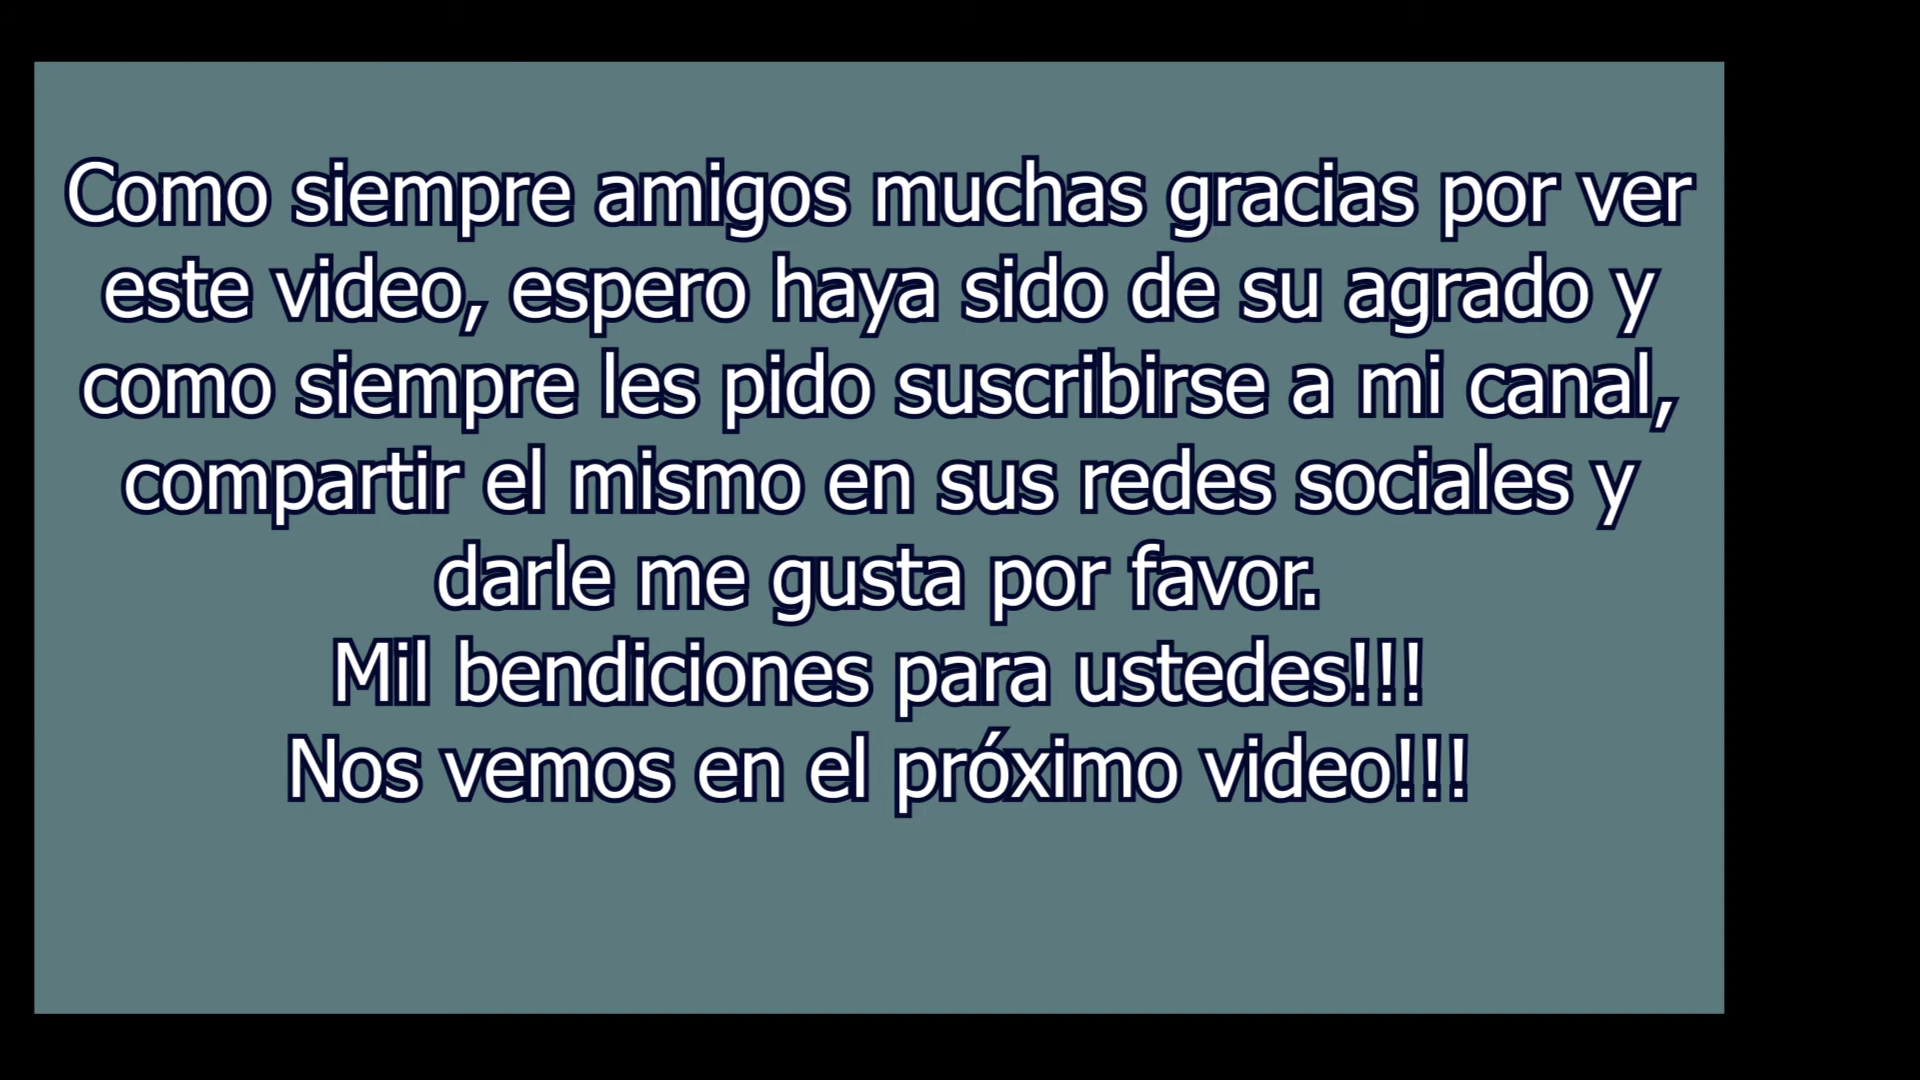 Como siempre amigos muchas gracias por ver
este video, espero haya sido de su agrado y
como siempre les pido suscribirse a mi canal,
compartir el mismo en sus redes sociales y
darle me gusta por favor.
Mil bendiciones para ustedes!!!
Nos vemos en el próximo video!!!